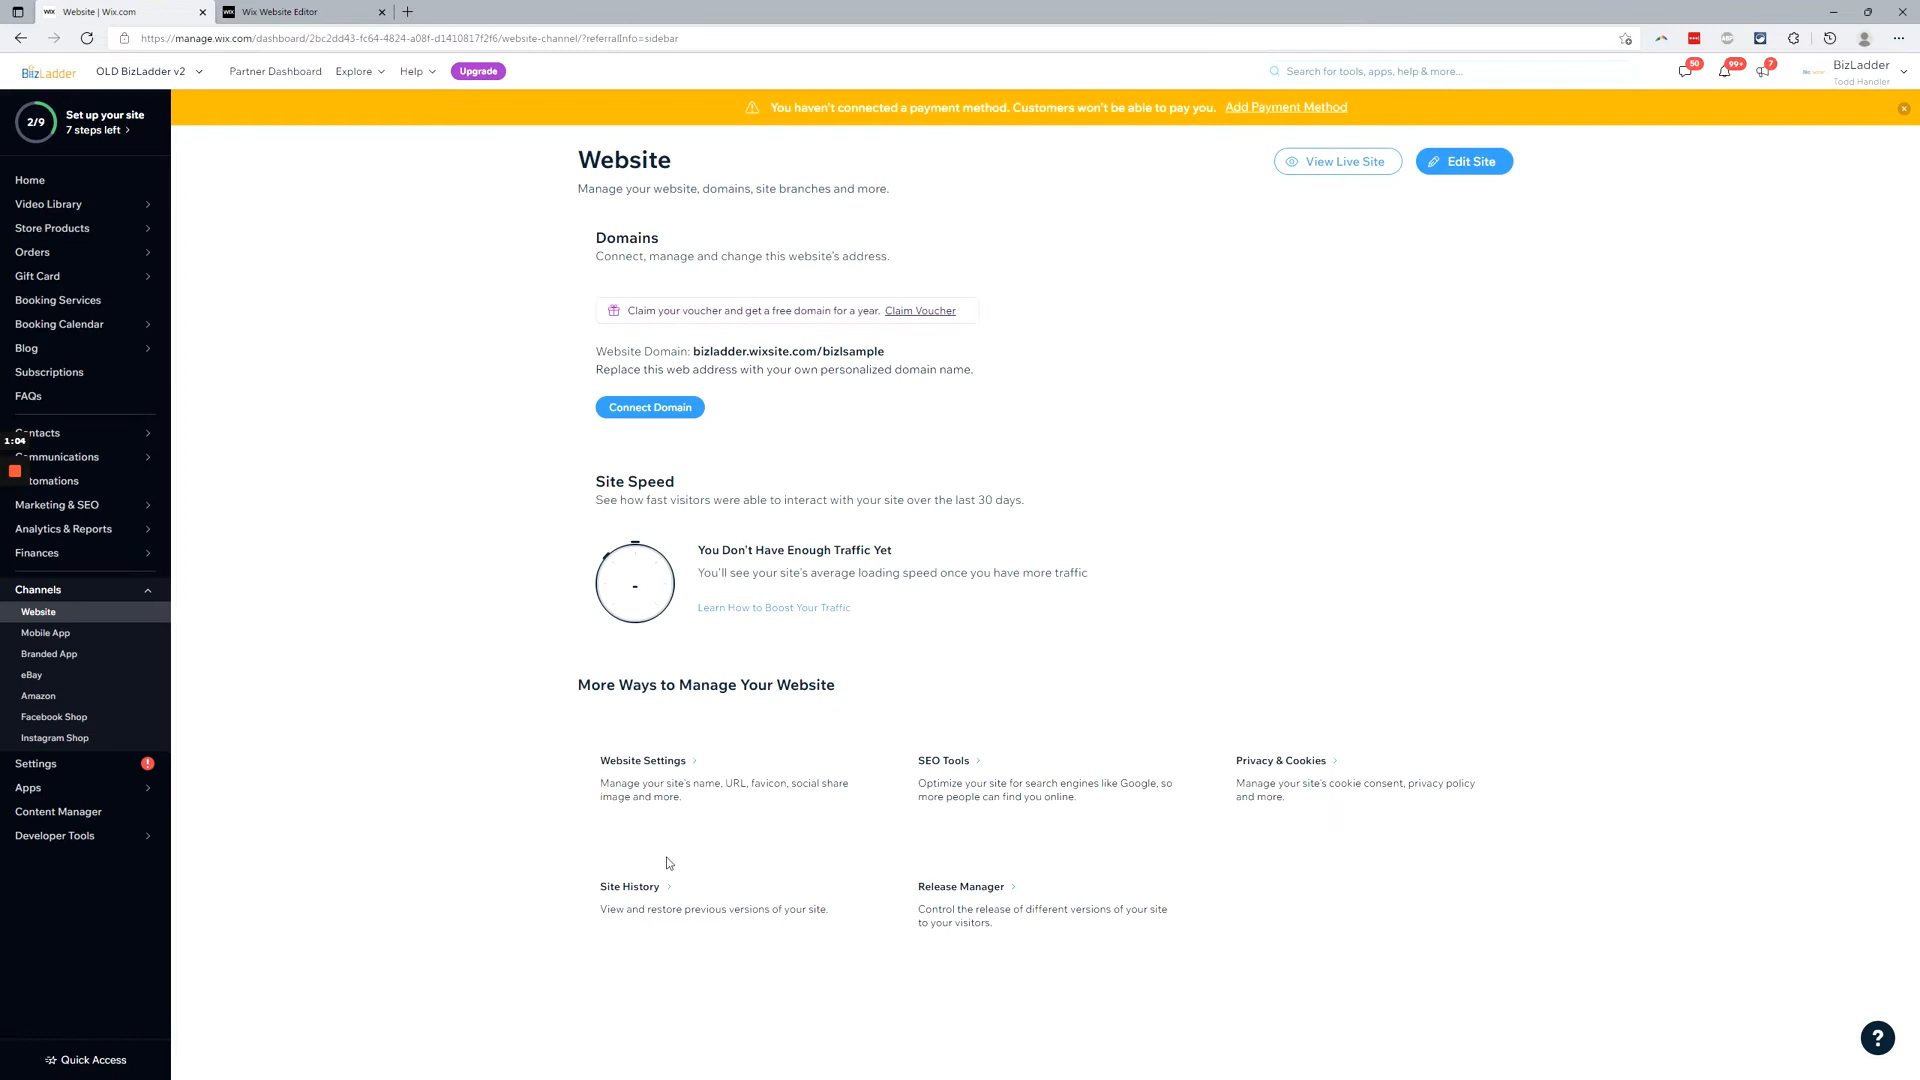 WIX Website | Wix.com
WIX Wix Website Editor
https://manage.wix.com/dashboard/2bc2dd43-fc64-4824-a08f-d1410817f2f6/website-channel/?referralInfo=sidebar
ABP
BizLadder
OLD BizLadder v2
Partner Dashboard
Explore
Help
Upgrade
Search for tools, apps, help & more...
50
99+
7
BizLadder
Todd Handler
2/9
Set up your site
7 steps left
You haven't connected a payment method. Customers won't be able to pay you. Add Payment Method
Home
Video Library
Store Products
Orders
Gift Card
Booking Services
Booking Calendar
Blog
Subscriptions
FAQs
ntacts
1:04
mmunications
tomations
Marketing & SEO
Analytics & Reports
Finances
Channels
Website
Mobile App
Branded App
eBay
Amazon
Facebook Shop
Instagram Shop
Settings
!
Apps
Content Manager
Developer Tools
Quick Access
Website
Manage your website, domains, site branches and more.
View Live Site
Edit Site
Domains
Connect, manage and change this website's address.
Claim your voucher and get a free domain for a year. Claim Voucher
Website Domain: bizladder.wixsite.com/bizlsample
Replace this web address with your own personalized domain name.
Connect Domain
Site Speed
See how fast visitors were able to interact with your site over the last 30 days.
-
You Don't Have Enough Traffic Yet
You'll see your site's average loading speed once you have more traffic
Learn How to Boost Your Traffic
More Ways to Manage Your Website
Website Settings
Manage your site's name, URL, favicon, social share
image and more.
SEO Tools
Optimize your site for search engines like Google, so
more people can find you online.
Privacy & Cookies
Manage your site's cookie consent, privacy policy
and more.
Site History
View and restore previous versions of your site.
Release Manager
Control the release of different versions of your site
to your visitors.
?